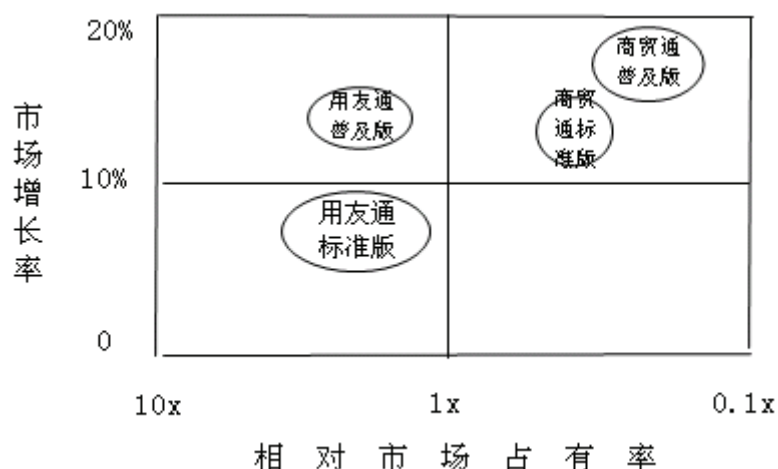 20%
商贸通
普及版
用友通
普及版
商贸
通标
准版
市场增长率
10%
用友通
标准版
0
10x
1x
0.1x
相对市场占有率